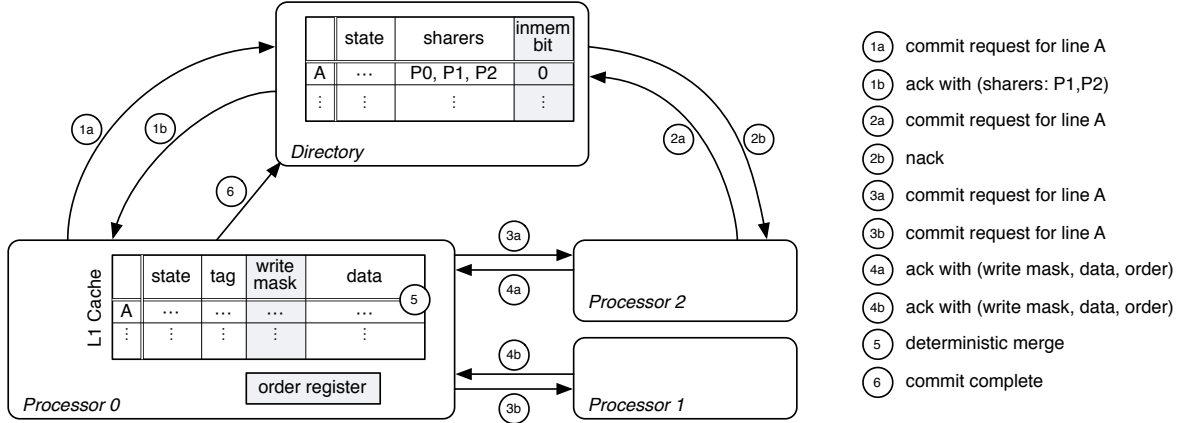 state sharers inmem bit
A ... P0, P1, P2 0
⋮ ⋮ ⋮
Directory
1a
1b
6
2a
2b
L1 Cache
state tag write mask data
A ... ... ... ...
⋮ ⋮ ⋮ ⋮ ⋮
5
order register
Processor 0
3a
4a
Processor 2
4b
3b
Processor 1
1a commit request for line A
1b ack with (sharers: P1,P2)
2a commit request for line A
2b nack
3a commit request for line A
3b commit request for line A
4a ack with (write mask, data, order)
4b ack with (write mask, data, order)
5 deterministic merge
6 commit complete